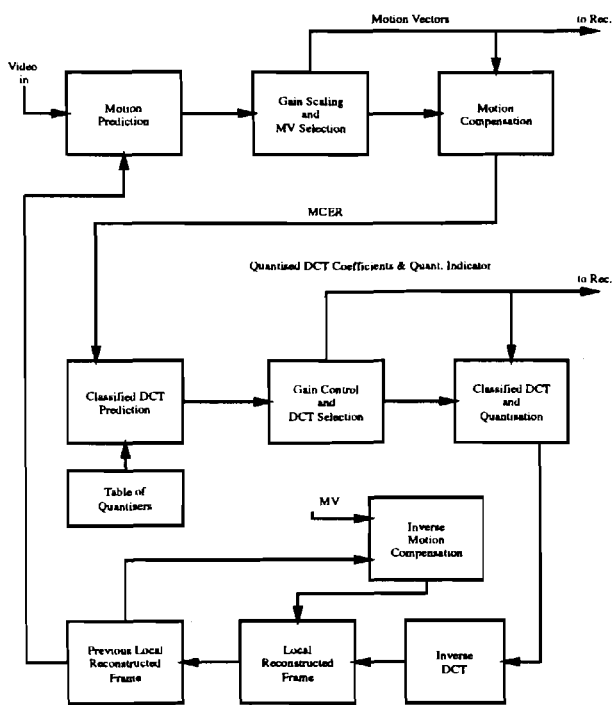 Motion Vectors
to Rec.
Video
in
Motion
Prediction
Gain Scaling
and
MV Selection
Motion
Compensation
MCER
Quantised DCT Coefficients & Quant. Indicator
to Rec.
Classified DCT
Prediction
Gain Control
and
DCT Selection
Classified DCT
and
Quantisation
Table of
Quantisers
MV
Inverse
Motion
Compensation
Previous Local
Reconstructed
Frame
Local
Reconstructed
Frame
Inverse
DCT